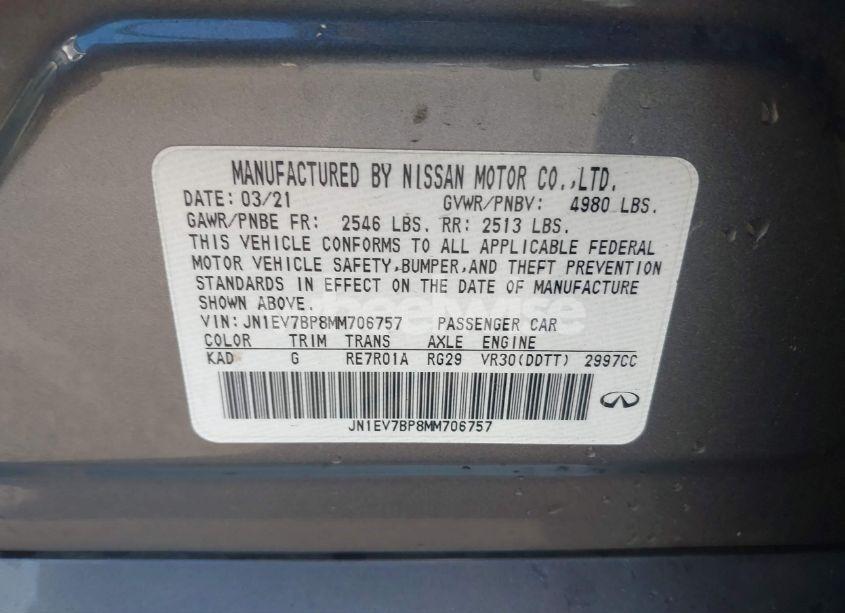 MANUFACTURED BY NISSAN MOTOR CO.,LTD.
DATE: 03/21 GVWR/PNBV: 4980 LBS.
GAWR/PNBE FR: 2546 LBS. RR: 2513 LBS.
THIS VEHICLE CONFORMS TO ALL APPLICABLE FEDERAL
MOTOR VEHICLE SAFETY,BUMPER,AND THEFT PREVENTION
STANDARDS IN EFFECT ON THE DATE OF MANUFACTURE
SHOWN ABOVE.
VIN:JN1EV7BP8MM706757 PASSENGER CAR
COLOR TRIM TRANS AXLE ENGINE
KAD G RE7R01A RG29 VR30(DDTT) 2997CC
JN1EV7BP8MM706757